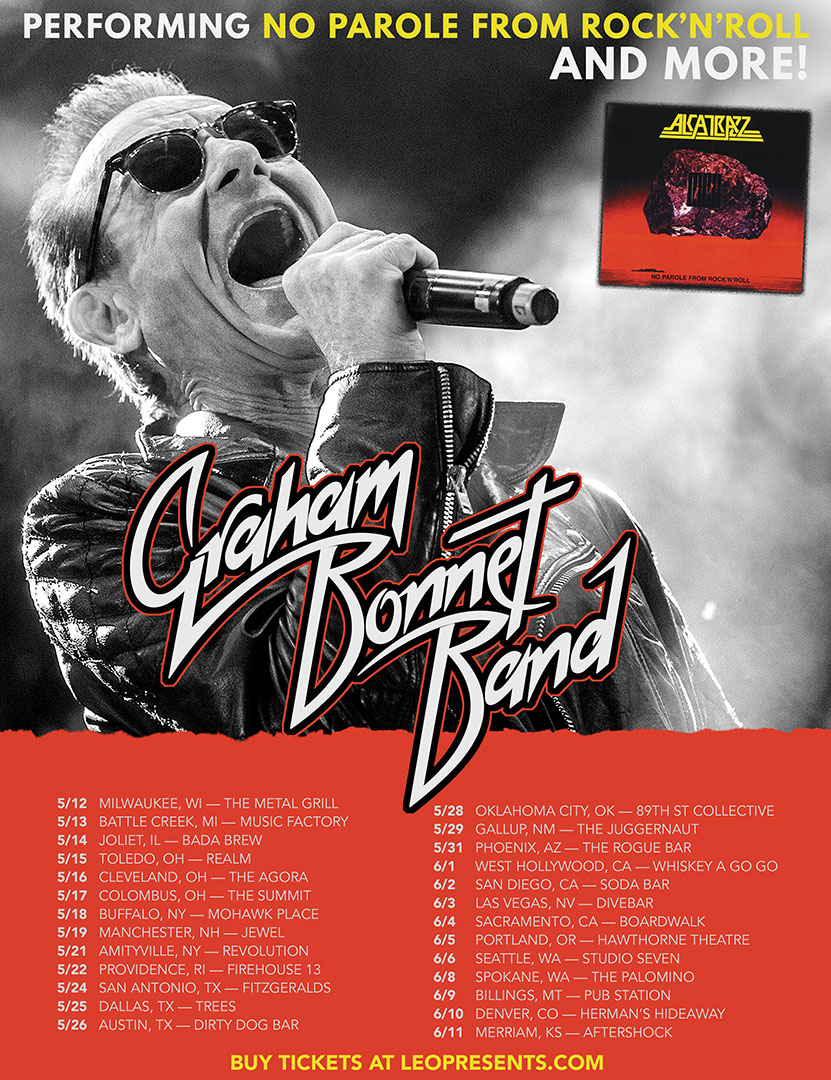 PERFORMING NO PAROLE FROM ROCK'N'ROLL
AND MORE!
ALCATRAZZ
NO PAROLE FROM ROCK'N'ROLL
Graham
Bonnet
Band
5/12 MILWAUKEE, WI — THE METAL GRILL
5/13 BATTLE CREEK, MI — MUSIC FACTORY
5/14 JOLIET, IL — BADA BREW
5/15 TOLEDO, OH — REALM
5/16 CLEVELAND, OH — THE AGORA
5/17 COLOMBUS, OH — THE SUMMIT
5/18 BUFFALO, NY — MOHAWK PLACE
5/19 MANCHESTER, NH — JEWEL
5/21 AMITYVILLE, NY — REVOLUTION
5/22 PROVIDENCE, RI — FIREHOUSE 13
5/24 SAN ANTONIO, TX — FITZGERALDS
5/25 DALLAS, TX — TREES
5/26 AUSTIN, TX — DIRTY DOG BAR
5/28 OKLAHOMA CITY, OK — 89TH ST COLLECTIVE
5/29 GALLUP, NM — THE JUGGERNAUT
5/31 PHOENIX, AZ — THE ROGUE BAR
6/1 WEST HOLLYWOOD, CA — WHISKEY A GO GO
6/2 SAN DIEGO, CA — SODA BAR
6/3 LAS VEGAS, NV — DIVEBAR
6/4 SACRAMENTO, CA — BOARDWALK
6/5 PORTLAND, OR — HAWTHORNE THEATRE
6/6 SEATTLE, WA — STUDIO SEVEN
6/8 SPOKANE, WA — THE PALOMINO
6/9 BILLINGS, MT — PUB STATION
6/10 DENVER, CO — HERMAN'S HIDEAWAY
6/11 MERRIAM, KS — AFTERSHOCK
BUY TICKETS AT LEOPRESENTS.COM